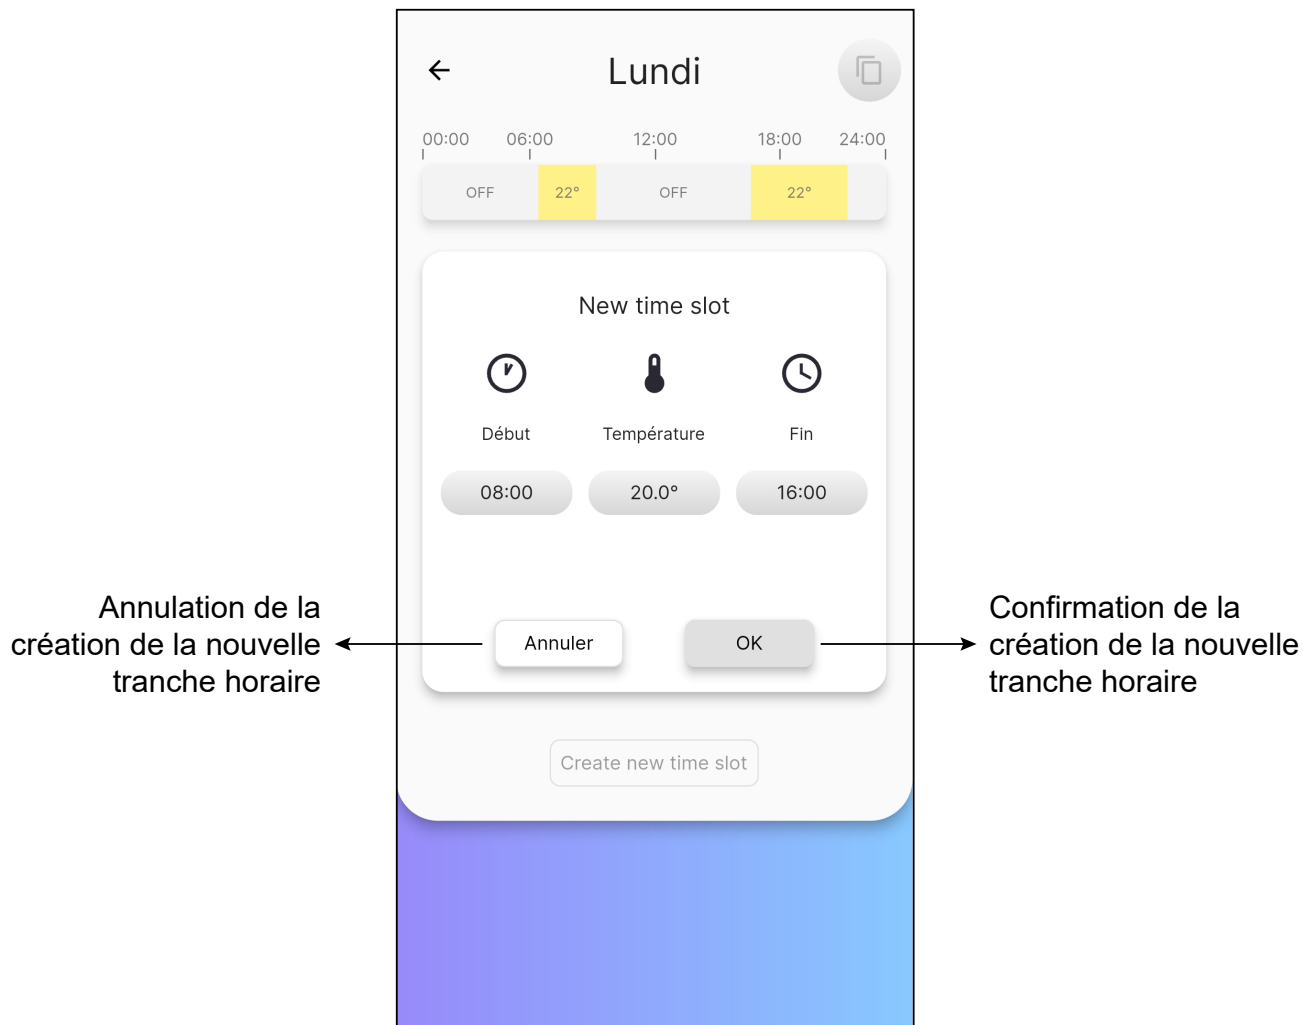 Lundi
00:00 06:00 12:00 18:00 24:00
OFF 22° OFF 22°
New time slot
Début Température Fin
08:00 20.0° 16:00
Annulation de la
création de la nouvelle
tranche horaire
Annuler OK
Confirmation de la
création de la nouvelle
tranche horaire
Create new time slot